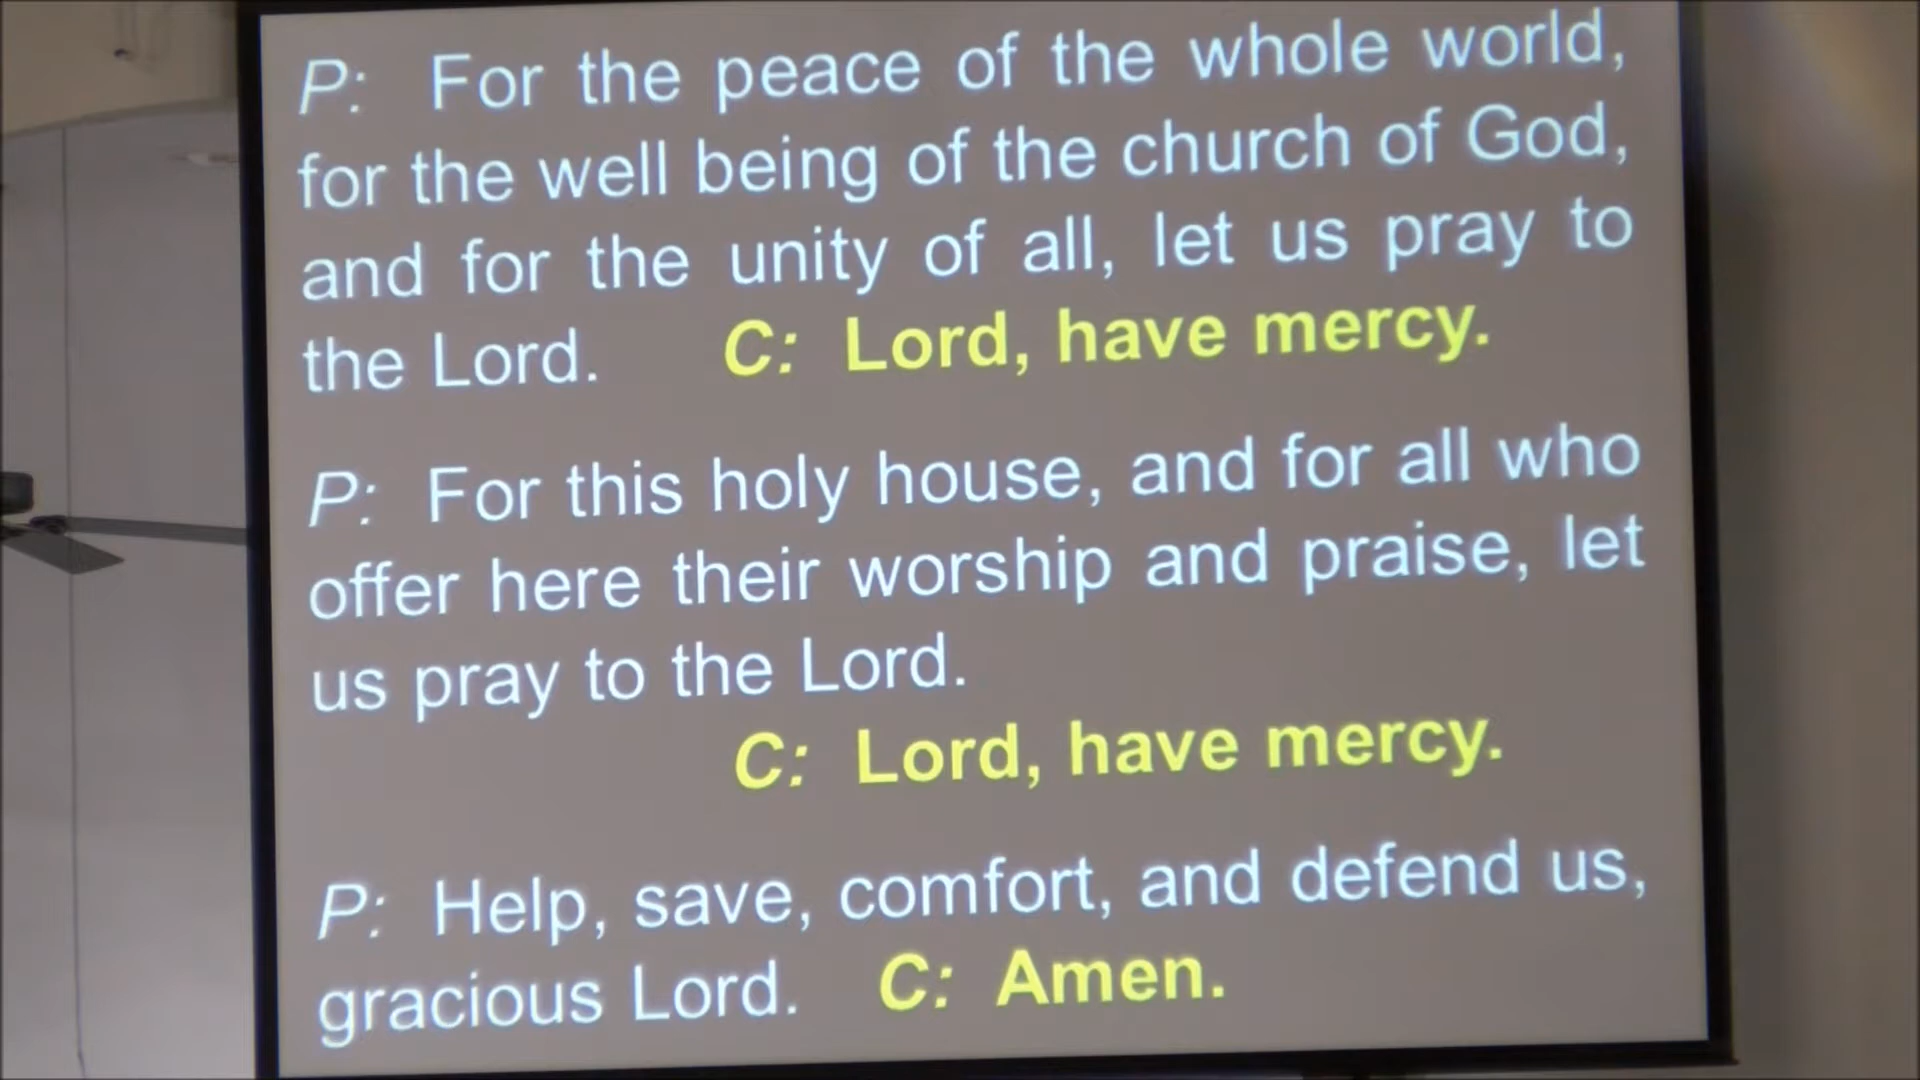 P: For the peace of the whole world,
for the well being of the church of God,
and for the unity of all, let us pray to
the Lord. C: Lord, have mercy.
P: For this holy house, and for all who
offer here their worship and praise, let
us pray to the Lord.
C: Lord, have mercy.
P: Help, save, comfort, and defend us,
gracious Lord. C: Amen.